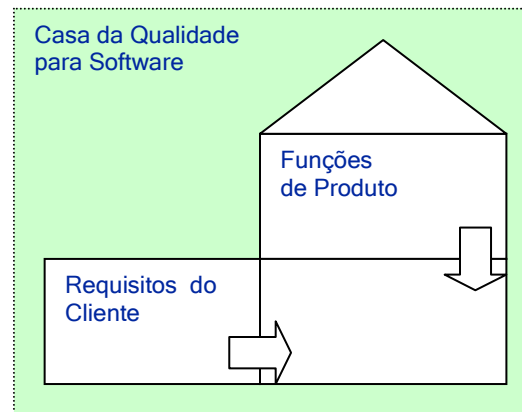 Casa da Qualidade
para Software
Funções
de Produto
Requisitos do
Cliente